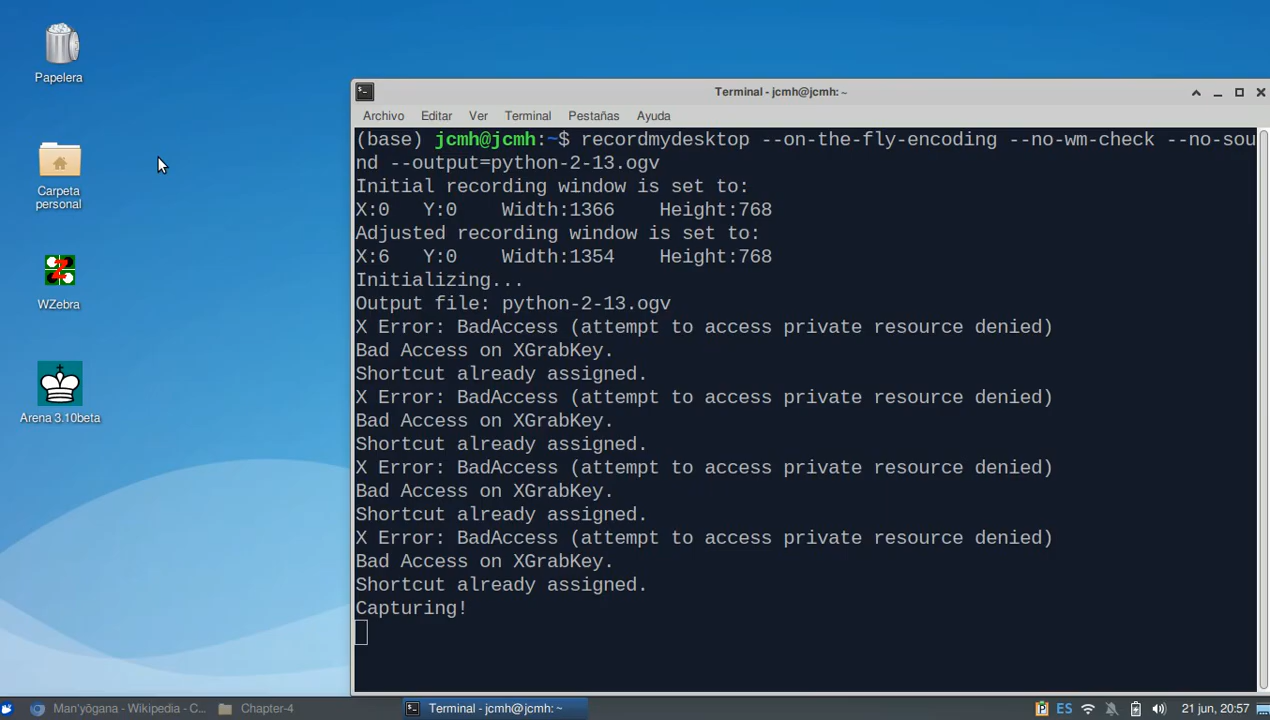 Papelera
Carpeta
personal
WZebra
Arena 3.10beta
Terminal - jcmh@jcmh: ~
Archivo Editar Ver Terminal Pestañas Ayuda
(base) jcmh@jcmh:~$ recordmydesktop --on-the-fly-encoding --no-wm-check --no-sou
nd --output=python-2-13.ogv
Initial recording window is set to:
X:0 Y:0 Width:1366 Height:768
Adjusted recording window is set to:
X:6 Y:0 Width:1354 Height:768
Initializing...
Output file: python-2-13.ogv
X Error: BadAccess (attempt to access private resource denied)
Bad Access on XGrabKey.
Shortcut already assigned.
X Error: BadAccess (attempt to access private resource denied)
Bad Access on XGrabKey.
Shortcut already assigned.
X Error: BadAccess (attempt to access private resource denied)
Bad Access on XGrabKey.
Shortcut already assigned.
X Error: BadAccess (attempt to access private resource denied)
Bad Access on XGrabKey.
Shortcut already assigned.
Capturing!
Man'yōgana - Wikipedia - C... Chapter-4 Terminal - jcmh@jcmh: ~ ES 21 jun, 20:57